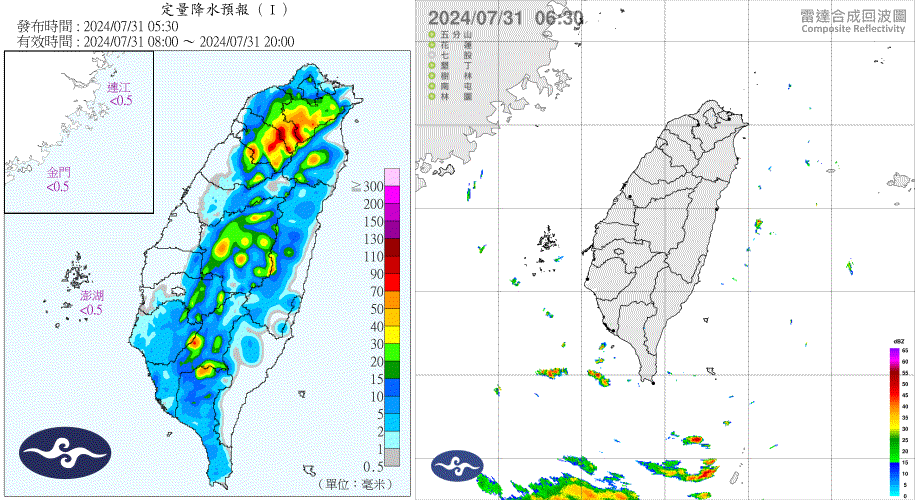 定量降水預報（Ⅰ）
發布時間 : 2024/07/31 05:30
有效時間 : 2024/07/31 08:00 ～ 2024/07/31 20:00
連江
<0.5
金門
<0.5
澎湖
<0.5
≥
300
200
150
130
110
90
70
50
40
30
20
15
10
5
2
1
0.5
（單位：毫米）
2024/07/31 06:30
五分山
花蓮
七股
墾丁
樹林
南屯
林園
雷達合成回波圖
Composite Reflectivity
dBZ
65
60
55
50
45
40
35
30
25
20
15
10
5
0